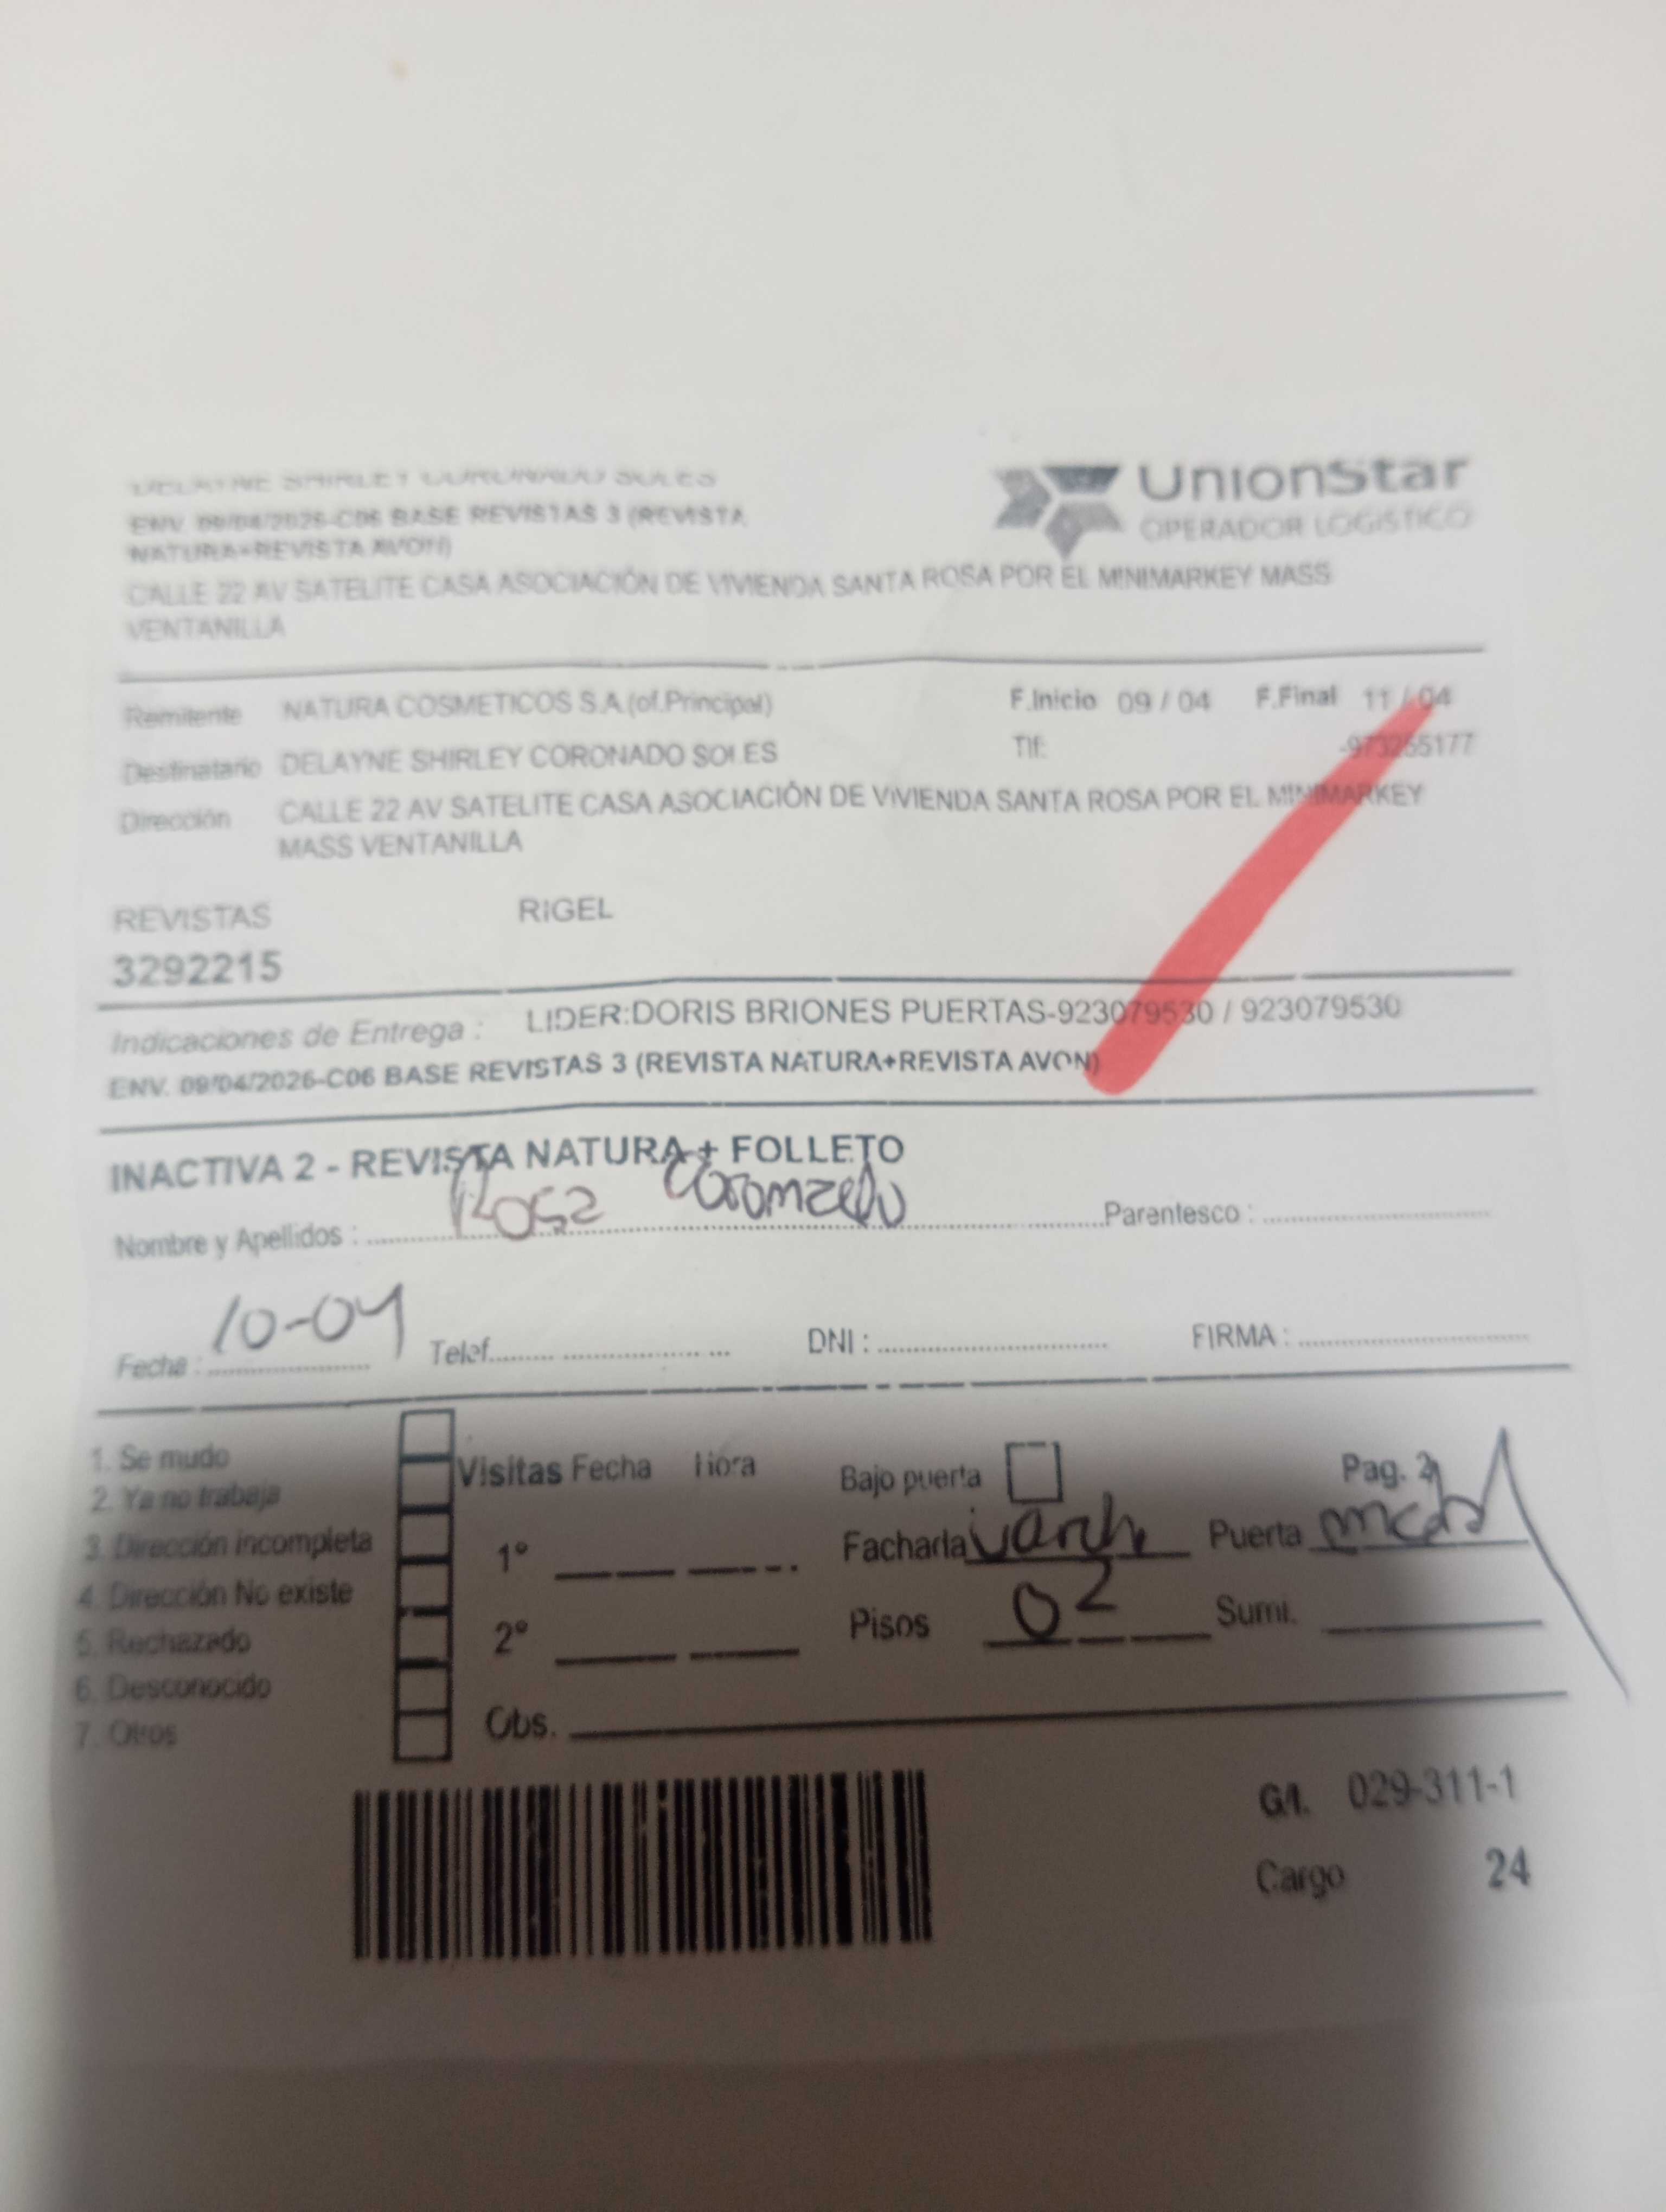 DELAYNE SHIRLEY CORONADO SOLES
UnionStar
OPERADOR LOGÍSTICO
ENV. 09/04/2026-C06 BASE REVISTAS 3 (REVISTA
NATURA+REVISTA AVON)
CALLE 22 AV SATELITE CASA ASOCIACIÓN DE VIVIENDA SANTA ROSA POR EL MINIMARKEY MASS
VENTANILLA
Remitente NATURA COSMETICOS S.A.(of.Principal) F.Inicio 09 / 04 F.Final 11 / 04
Destinatario DELAYNE SHIRLEY CORONADO SOLES Tlf: -973265177
Dirección CALLE 22 AV SATELITE CASA ASOCIACIÓN DE VIVIENDA SANTA ROSA POR EL MINIMARKEY
MASS VENTANILLA
REVISTAS RIGEL
3292215
Indicaciones de Entrega : LIDER:DORIS BRIONES PUERTAS-923079530 / 923079530
ENV. 09/04/2026-C06 BASE REVISTAS 3 (REVISTA NATURA+REVISTA AVON)
INACTIVA 2 - REVISTA NATURA + FOLLETO
Nombre y Apellidos : Rosa Coronado Parentesco :
Fecha : 10-04 Telef. DNI : FIRMA :
1. Se mudo
2. Ya no trabaja
3. Dirección incompleta
4. Dirección No existe
5. Rechazado
6. Desconocido
7. Otros
Visitas Fecha Hora
1°
2°
Obs.
Bajo puerta Pag.
Facharla Puerta
Pisos 02 Sumi.
G/I. 029-311-1
Cargo 24